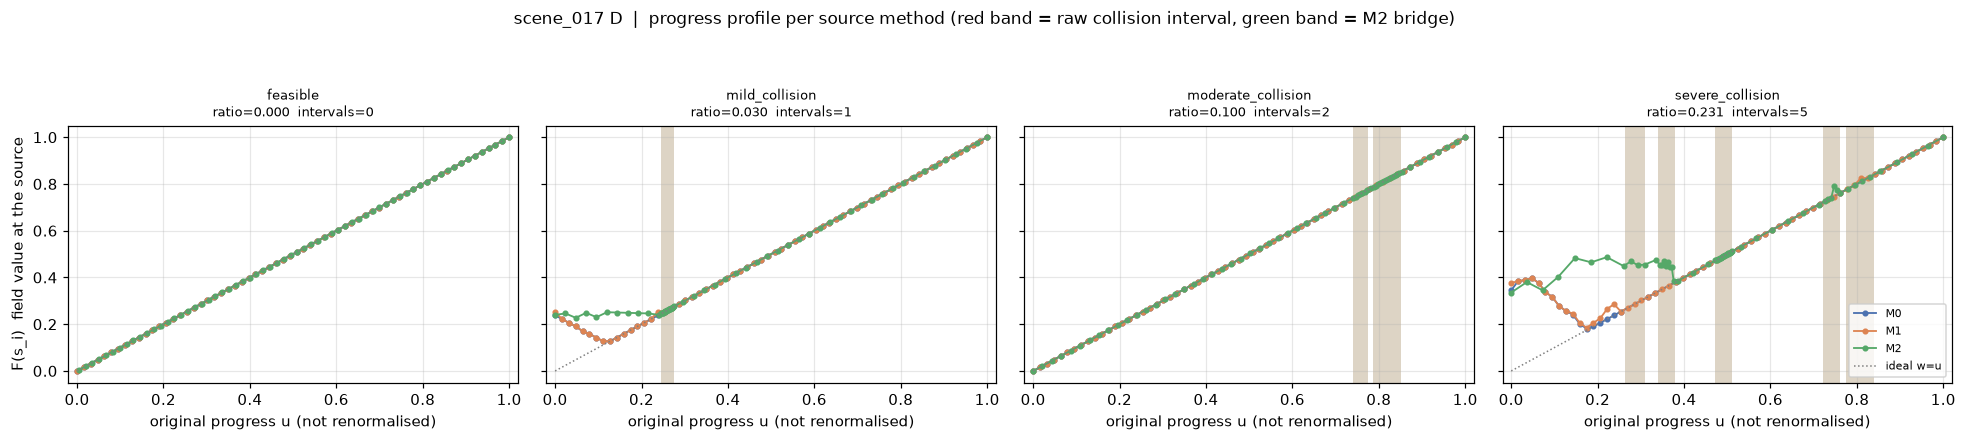 scene_017 D | progress profile per source method (red band = raw collision interval, green band = M2 bridge)
feasible
ratio=0.000 intervals=0
mild_collision
ratio=0.030 intervals=1
moderate_collision
ratio=0.100 intervals=2
severe_collision
ratio=0.231 intervals=5
F(s_i) field value at the source
1.0
0.8
0.6
0.4
0.2
0.0
0.0 0.2 0.4 0.6 0.8 1.0
0.0 0.2 0.4 0.6 0.8 1.0
0.0 0.2 0.4 0.6 0.8 1.0
0.0 0.2 0.4 0.6 0.8 1.0
original progress u (not renormalised)
original progress u (not renormalised)
original progress u (not renormalised)
original progress u (not renormalised)
M0
M1
M2
ideal w=u